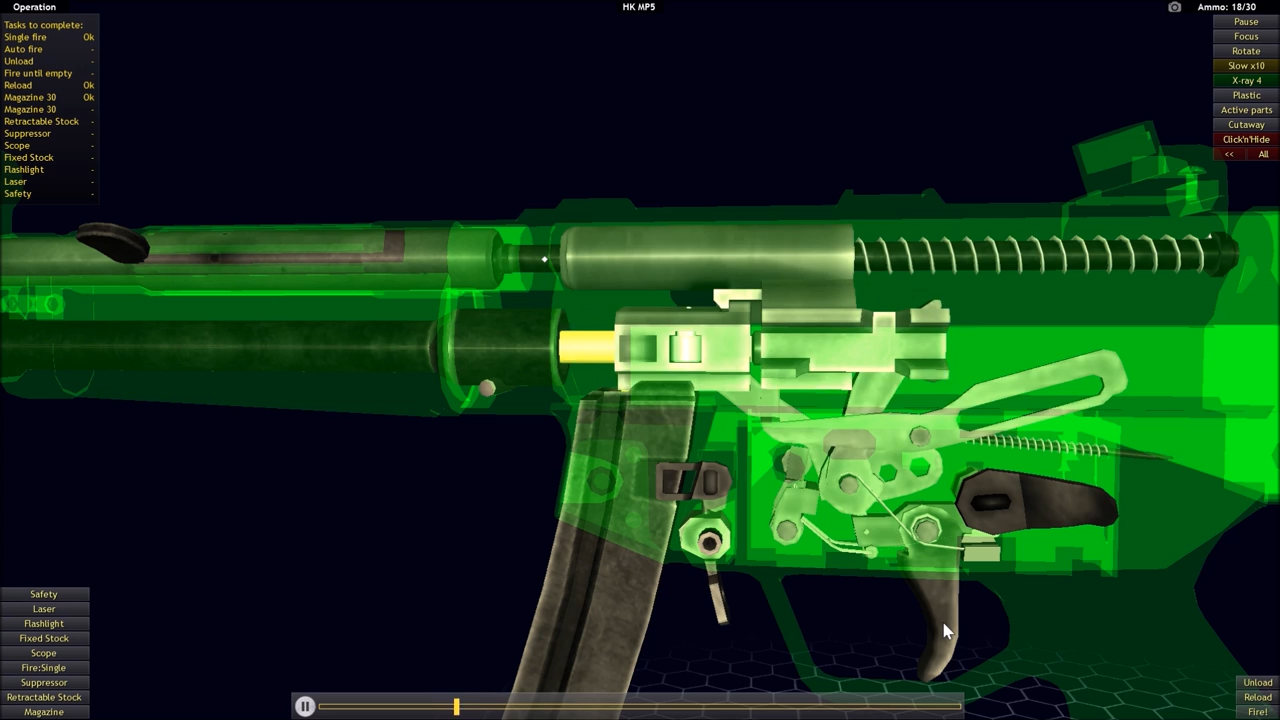 Operation
HK MP5
Ammo: 18/30
Tasks to complete:
Single fire Ok
Auto fire -
Unload -
Fire until empty -
Reload Ok
Magazine 30 Ok
Magazine 30 -
Retractable Stock -
Suppressor -
Scope -
Fixed Stock -
Flashlight -
Laser -
Safety -
Pause
Focus
Rotate
Slow x10
X-ray 4
Plastic
Active parts
Cutaway
Click'n'Hide
<< All
Safety
Laser
Flashlight
Fixed Stock
Scope
Fire:Single
Suppressor
Retractable Stock
Magazine
Unload
Reload
Fire!